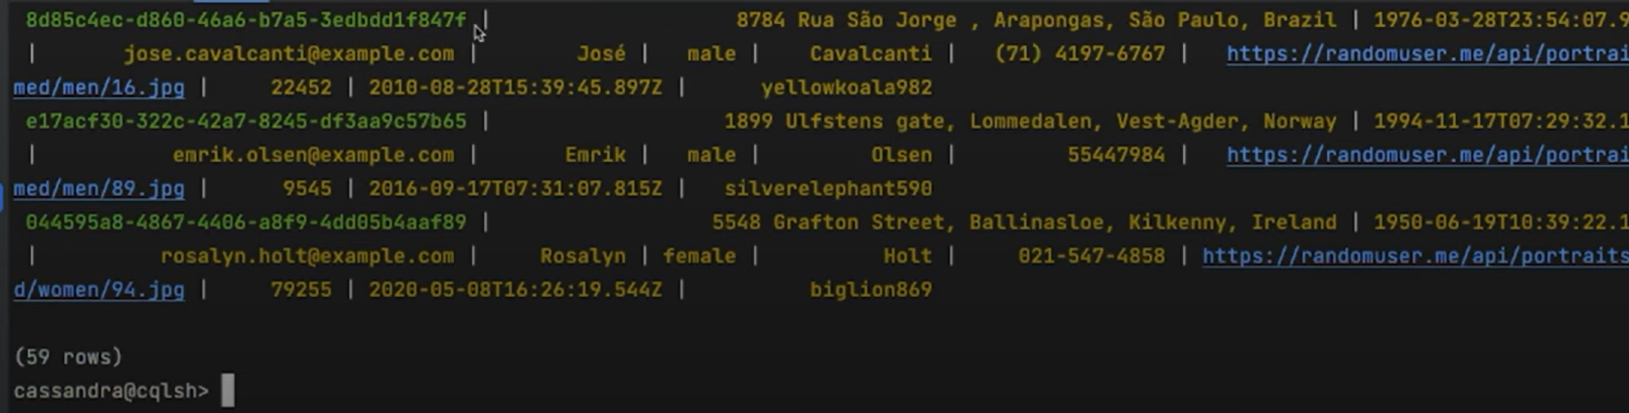 8d85c4ec-d860-46a6-b7a5-3edbdd1f847f | 8784 Rua São Jorge , Arapongas, São Paulo, Brazil | 1976-03-28T23:54:07.9
| jose.cavalcanti@example.com | José | male | Cavalcanti | (71) 4197-6767 | https://randomuser.me/api/portrai
med/men/16.jpg | 22452 | 2010-08-28T15:39:45.897Z | yellowkoala982
e17acf30-322c-42a7-8245-df3aa9c57b65 | 1899 Ulfstens gate, Lommedalen, Vest-Agder, Norway | 1994-11-17T07:29:32.1
| emrik.olsen@example.com | Emrik | male | Olsen | 55447984 | https://randomuser.me/api/portrai
med/men/89.jpg | 9545 | 2016-09-17T07:31:07.815Z | silverelephant590
044595a8-4867-4406-a8f9-4dd05b4aaf89 | 5548 Grafton Street, Ballinasloe, Kilkenny, Ireland | 1950-06-19T10:39:22.1
| rosalyn.holt@example.com | Rosalyn | female | Holt | 021-547-4858 | https://randomuser.me/api/portraits
d/women/94.jpg | 79255 | 2020-05-08T16:26:19.544Z | biglion869
(59 rows)
cassandra@cqlsh>